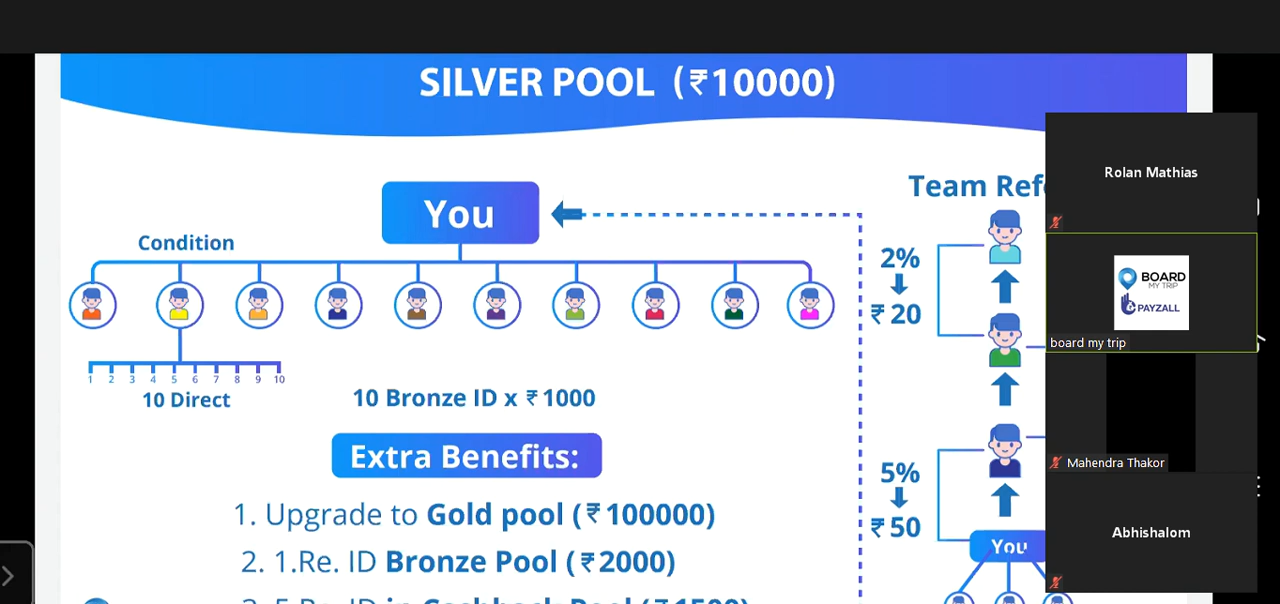 SILVER POOL (₹10000)
You
Condition
1 2 3 4 5 6 7 8 9 10
10 Direct
10 Bronze ID x ₹ 1000
Extra Benefits:
1. Upgrade to Gold pool (₹100000)
2. 1.Re. ID Bronze Pool (₹2000)
Team
2%
₹ 20
5%
₹ 50
You
Rolan Mathias
BOARD
MY TRIP
PAYZALL
board my trip
Mahendra Thakor
Abhishalom